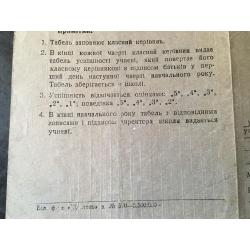 Примітки:
1. Табель заповнює класний керівник.
2. В кінці кожної чверті класний керівник видає
табель успішності учневі, який повертає його
класному керівникові з підписом батьків у пер-
ший день наступної чверті навчального року.
Табель зберігається в школі.
3. Успішність відмічається оцінками: „5“, „4“, „3“,
„2“, „1“; поведінка „5“, „4“, „3“, „2“.
4. В кінці навчального року табель з відповідними
записами і підписом директора школи видається
учневі.